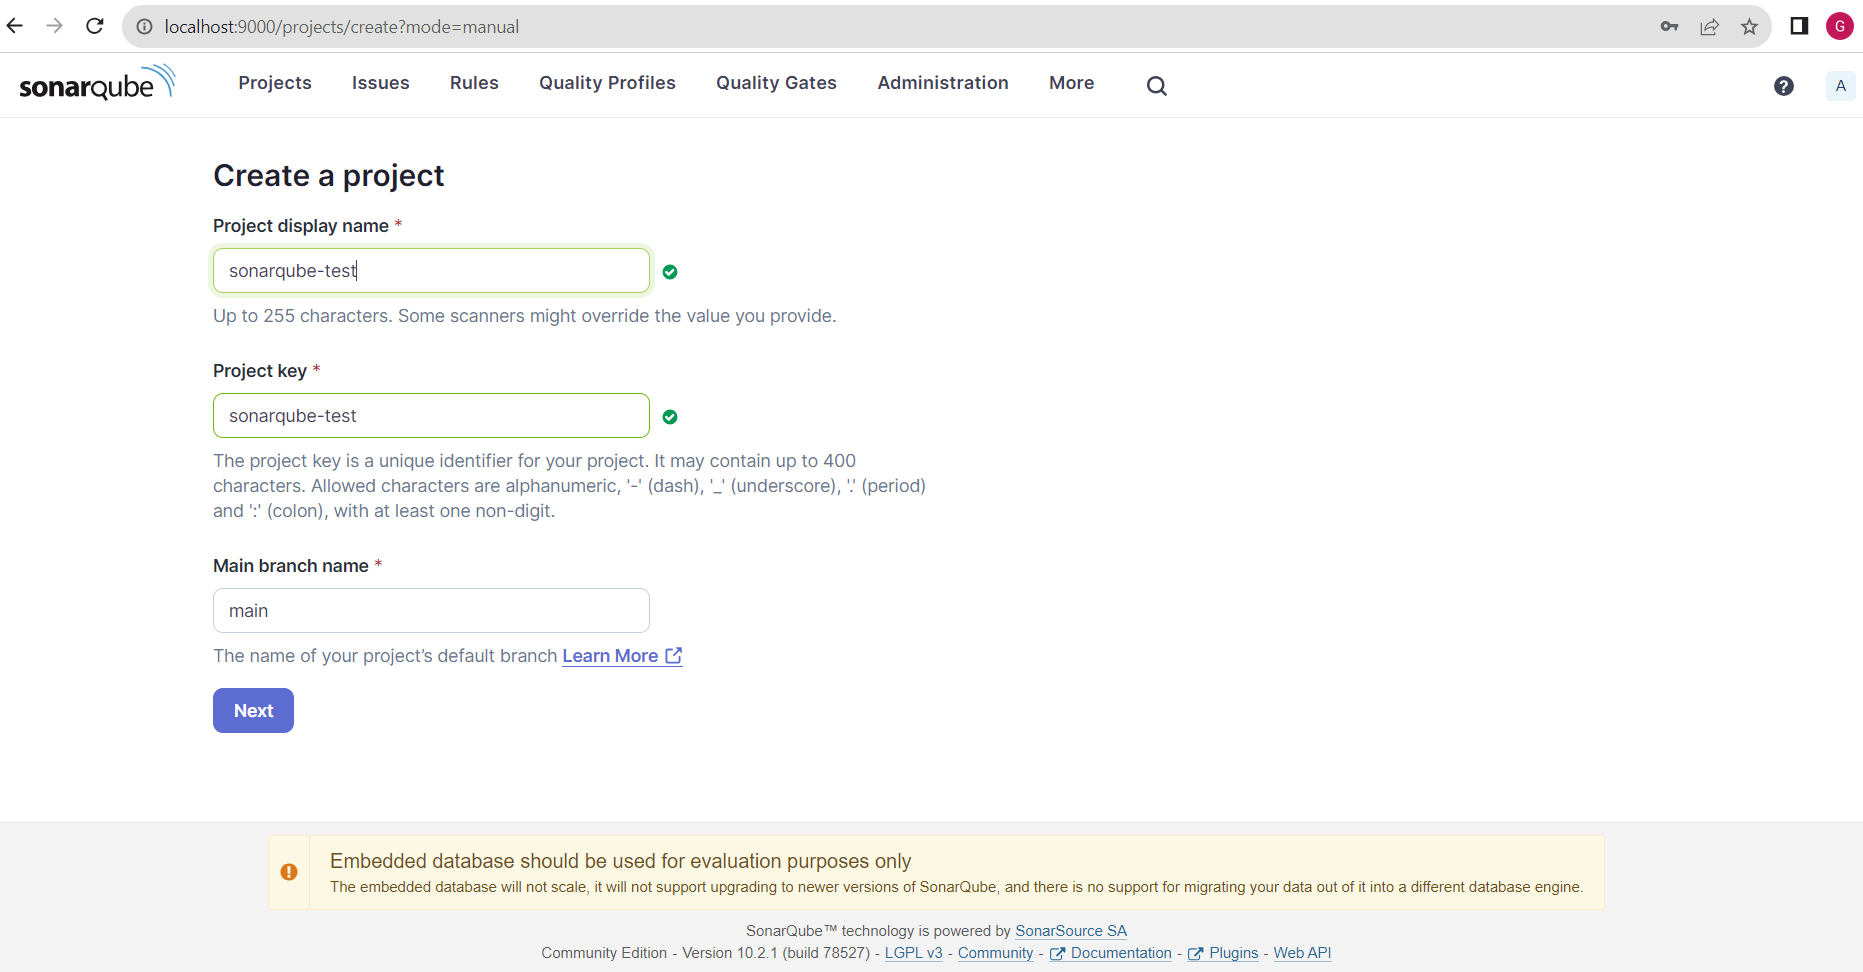 localhost:9000/projects/create?mode=manual
G
sonarqube Projects Issues Rules Quality Profiles Quality Gates Administration More ? A
Create a project
Project display name *
sonarqube-test
Up to 255 characters. Some scanners might override the value you provide.
Project key *
sonarqube-test
The project key is a unique identifier for your project. It may contain up to 400
characters. Allowed characters are alphanumeric, '-' (dash), '_' (underscore), '.' (period)
and ':' (colon), with at least one non-digit.
Main branch name *
main
The name of your project's default branch Learn More
Next
Embedded database should be used for evaluation purposes only
The embedded database will not scale, it will not support upgrading to newer versions of SonarQube, and there is no support for migrating your data out of it into a different database engine.
SonarQube™ technology is powered by SonarSource SA
Community Edition - Version 10.2.1 (build 78527) - LGPL v3 - Community - Documentation - Plugins - Web API